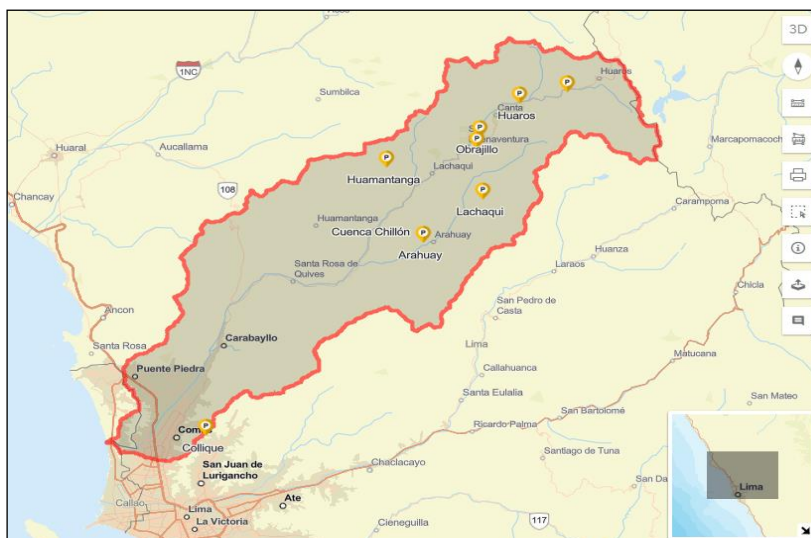 3D
1NC
P
P
Huaros
Canta
Huaros
Sumbilca
P
P
Obrajillo
Marcapomacoch
Huaral
Aucallama
P
Lachaqui
Huamantanga
108
P
Lachaqui
Chancay
Carampoma
Huamantanga
Cuenca Chillón
P
Arahuay
Arahuay
Huanza
Laraos
Santa Rosa de
Quives
Chicla
Ancon
San Pedro de
Casta
Santa Rosa
Carabayllo
Lima
Matucana
Puente Piedra
Callahuanca
Santa Eulalia
San Mateo
San Bartolomé
P
Ricardo Palma
Collique
San Juan de
Lurigancho
Chaclacayo
Santiago de Tuna
San Da
Ate
Callao
Lima
La Victoria
Cieneguilla
117
Lima